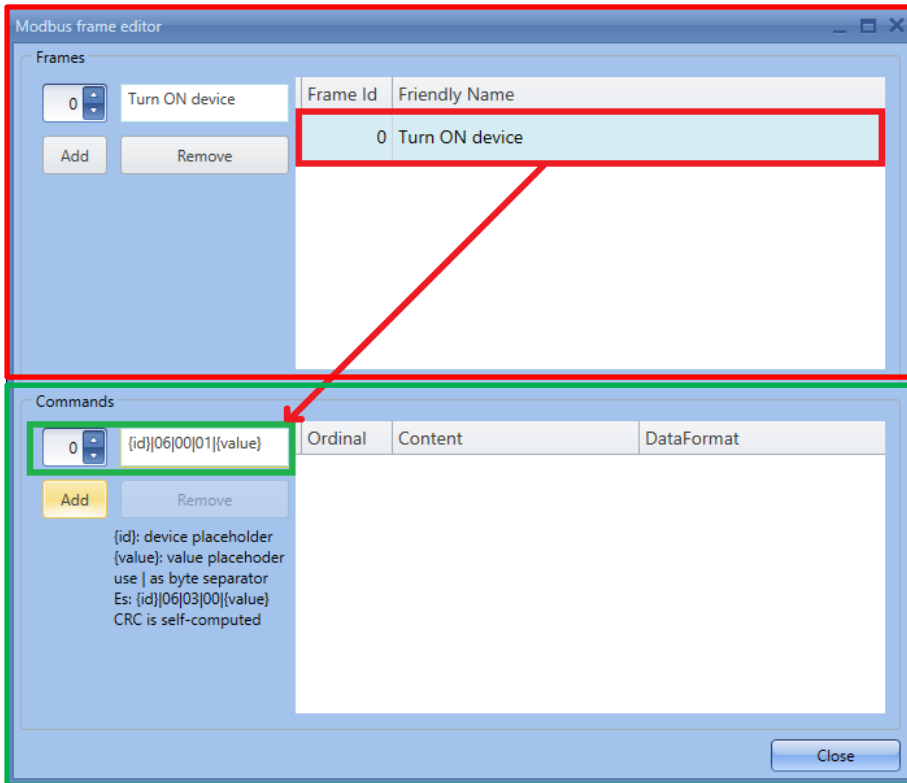 Modbus frame editor
Frames
0 Turn ON device
Add Remove
Frame Id Friendly Name
0 Turn ON device
Commands
0 {id}|06|00|01|{value}
Add Remove
{id}: device placeholder
{value}: value placehoder
use | as byte separator
Es: {id}|06|03|00|{value}
CRC is self-computed
Ordinal Content DataFormat
Close